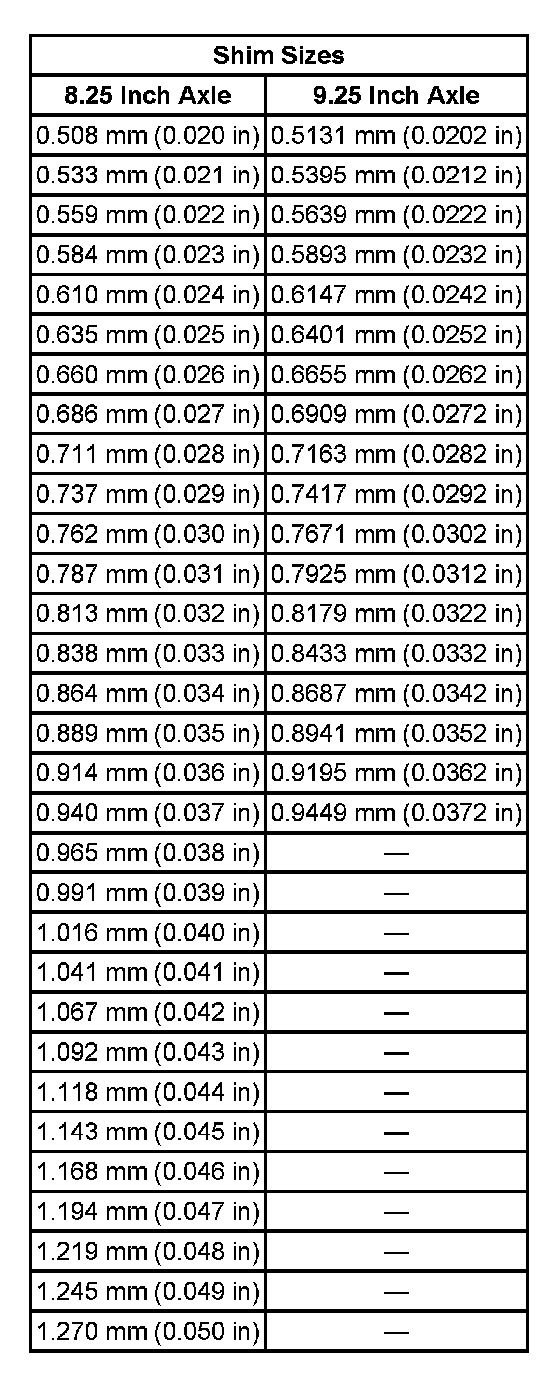 Shim Sizes
8.25 Inch Axle 9.25 Inch Axle
0.508 mm (0.020 in) 0.5131 mm (0.0202 in)
0.533 mm (0.021 in) 0.5395 mm (0.0212 in)
0.559 mm (0.022 in) 0.5639 mm (0.0222 in)
0.584 mm (0.023 in) 0.5893 mm (0.0232 in)
0.610 mm (0.024 in) 0.6147 mm (0.0242 in)
0.635 mm (0.025 in) 0.6401 mm (0.0252 in)
0.660 mm (0.026 in) 0.6655 mm (0.0262 in)
0.686 mm (0.027 in) 0.6909 mm (0.0272 in)
0.711 mm (0.028 in) 0.7163 mm (0.0282 in)
0.737 mm (0.029 in) 0.7417 mm (0.0292 in)
0.762 mm (0.030 in) 0.7671 mm (0.0302 in)
0.787 mm (0.031 in) 0.7925 mm (0.0312 in)
0.813 mm (0.032 in) 0.8179 mm (0.0322 in)
0.838 mm (0.033 in) 0.8433 mm (0.0332 in)
0.864 mm (0.034 in) 0.8687 mm (0.0342 in)
0.889 mm (0.035 in) 0.8941 mm (0.0352 in)
0.914 mm (0.036 in) 0.9195 mm (0.0362 in)
0.940 mm (0.037 in) 0.9449 mm (0.0372 in)
0.965 mm (0.038 in) —
0.991 mm (0.039 in) —
1.016 mm (0.040 in) —
1.041 mm (0.041 in) —
1.067 mm (0.042 in) —
1.092 mm (0.043 in) —
1.118 mm (0.044 in) —
1.143 mm (0.045 in) —
1.168 mm (0.046 in) —
1.194 mm (0.047 in) —
1.219 mm (0.048 in) —
1.245 mm (0.049 in) —
1.270 mm (0.050 in) —